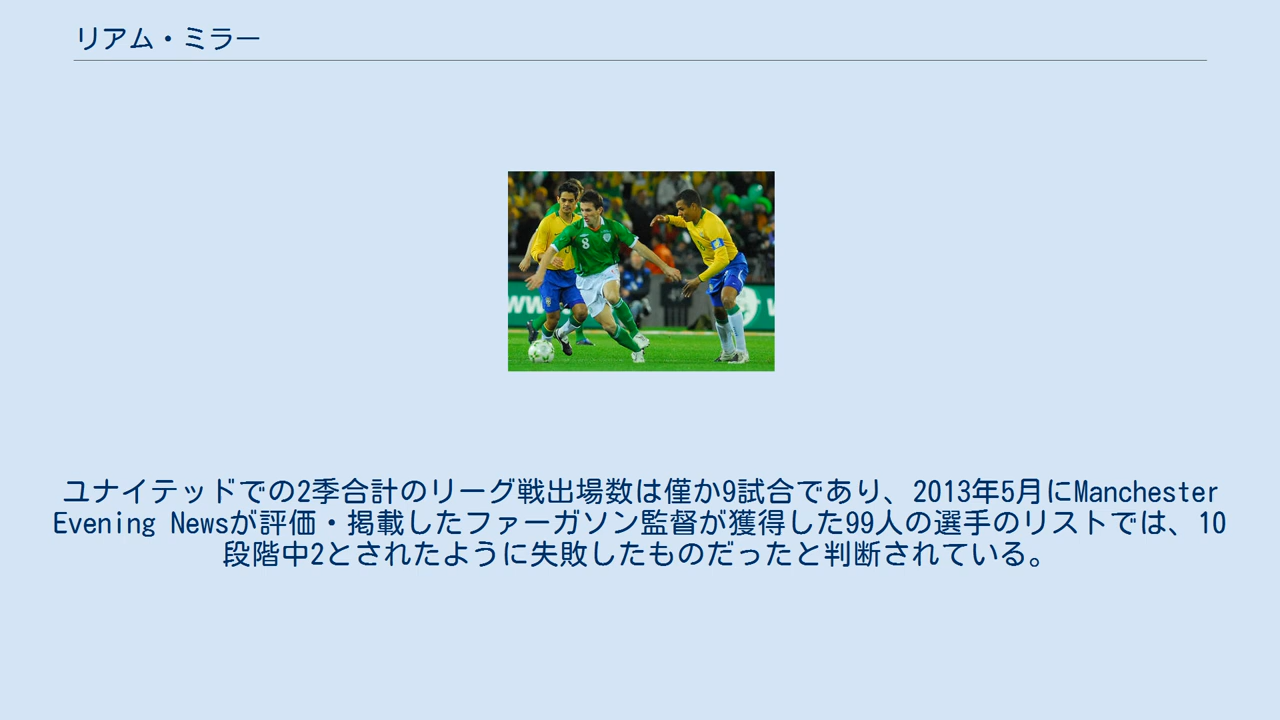 リアム・ミラー
8
www
ユナイテッドでの2季合計のリーグ戦出場数は僅か9試合であり、2013年5月にManchester
Evening Newsが評価・掲載したファーガソン監督が獲得した99人の選手のリストでは、10
段階中2とされたように失敗したものだったと判断されている。